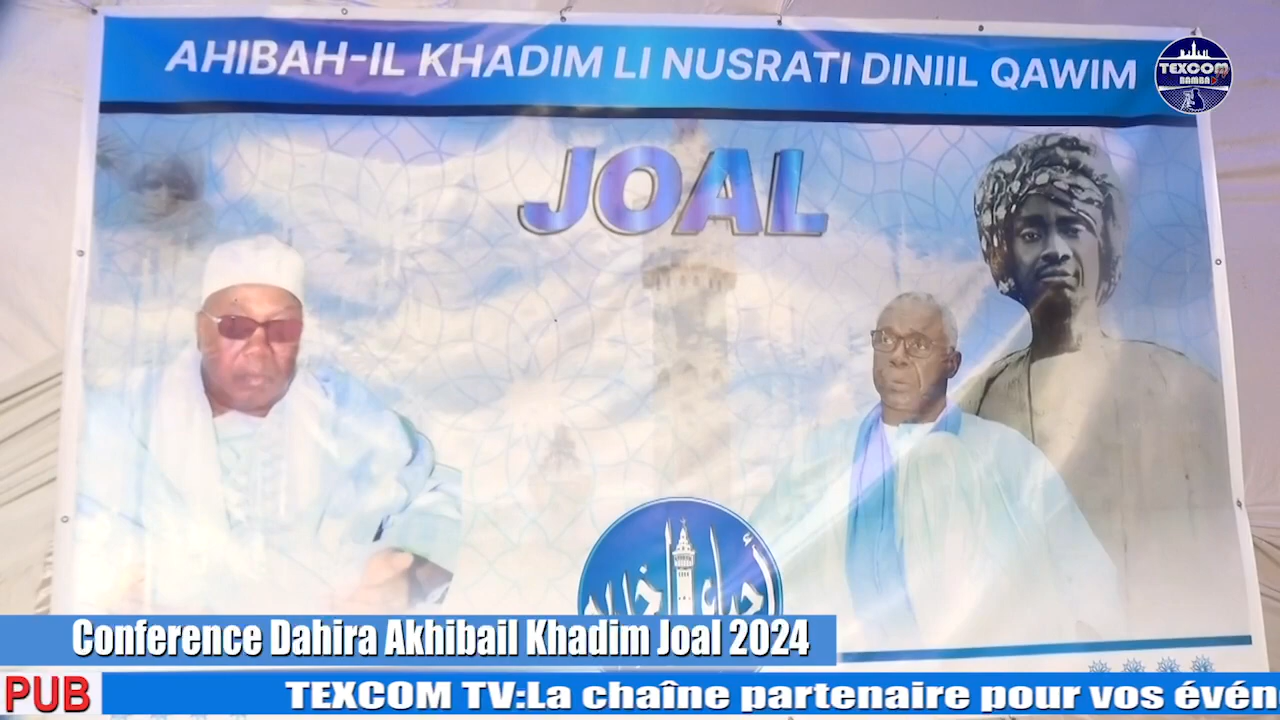 AHIBAH-IL KHADIM LI NUSRATI DINIIL QAWIM
TEXCOM
BAMBA
JOAL
Conference Dahira Akhibail Khadim Joal 2024
PUB
TEXCOM TV:La chaîne partenaire pour vos évén